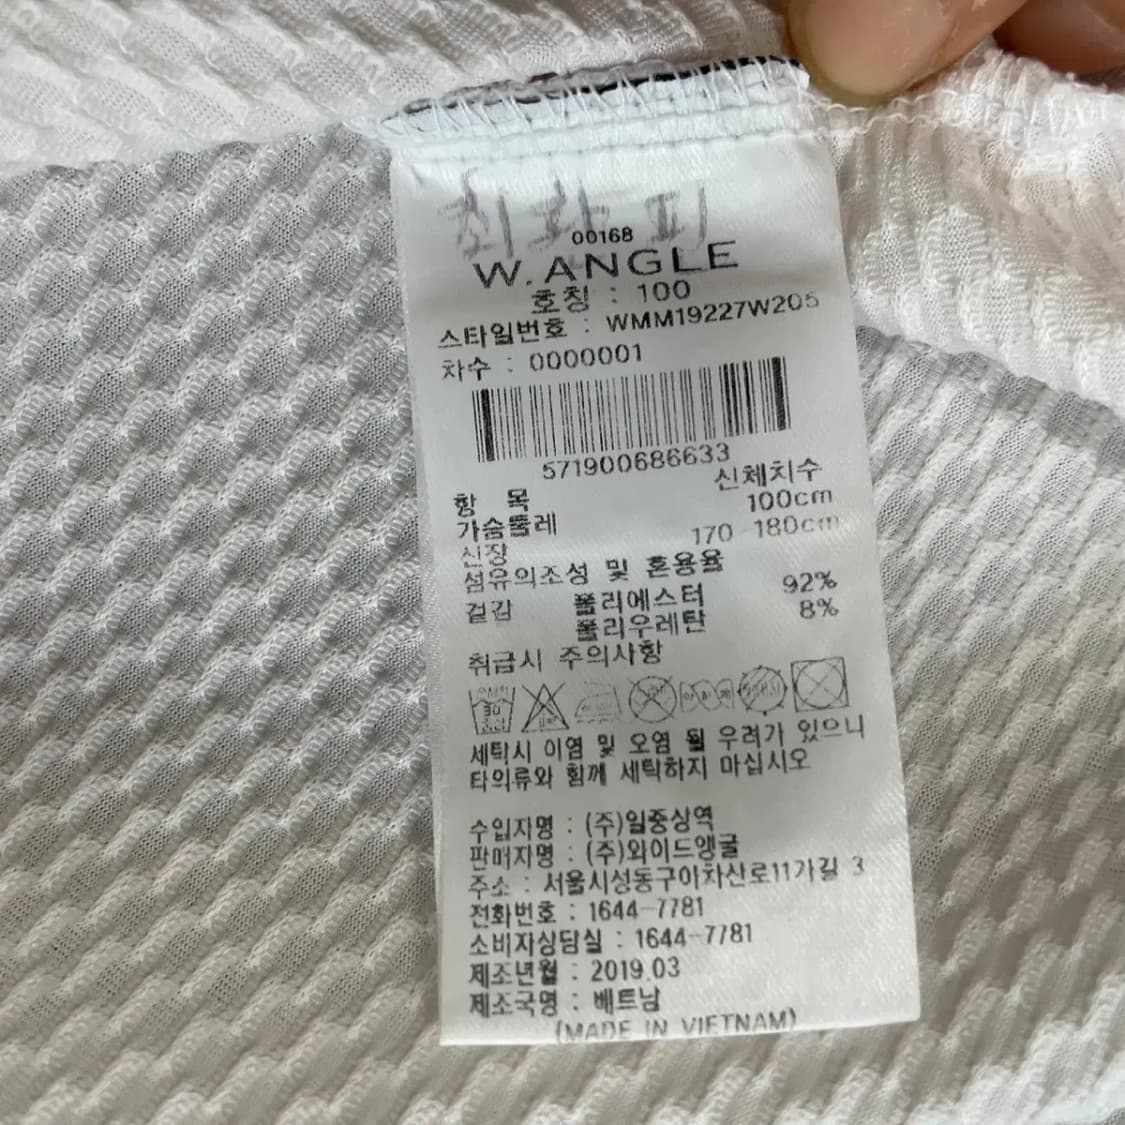 00168
W.ANGLE
호칭 : 100
스타일번호 : WMM19227W205
차수 : 0000001
571900686633
항 목 신체치수
가슴둘레 100cm
신장 170-180cm
섬유의조성 및 혼용율
겉감 폴리에스터 92%
폴리우레탄 8%
취급시 주의사항
30
세탁시 이염 및 오염 될 우려가 있으니
타의류와 함께 세탁하지 마십시오
수입자명 : (주)일중상역
판매자명 : (주)와이드앵글
주소 : 서울시성동구아차산로11가길 3
전화번호 : 1644-7781
소비자상담실 : 1644-7781
제조년월 : 2019.03
제조국명 : 베트남
(MADE IN VIETNAM)